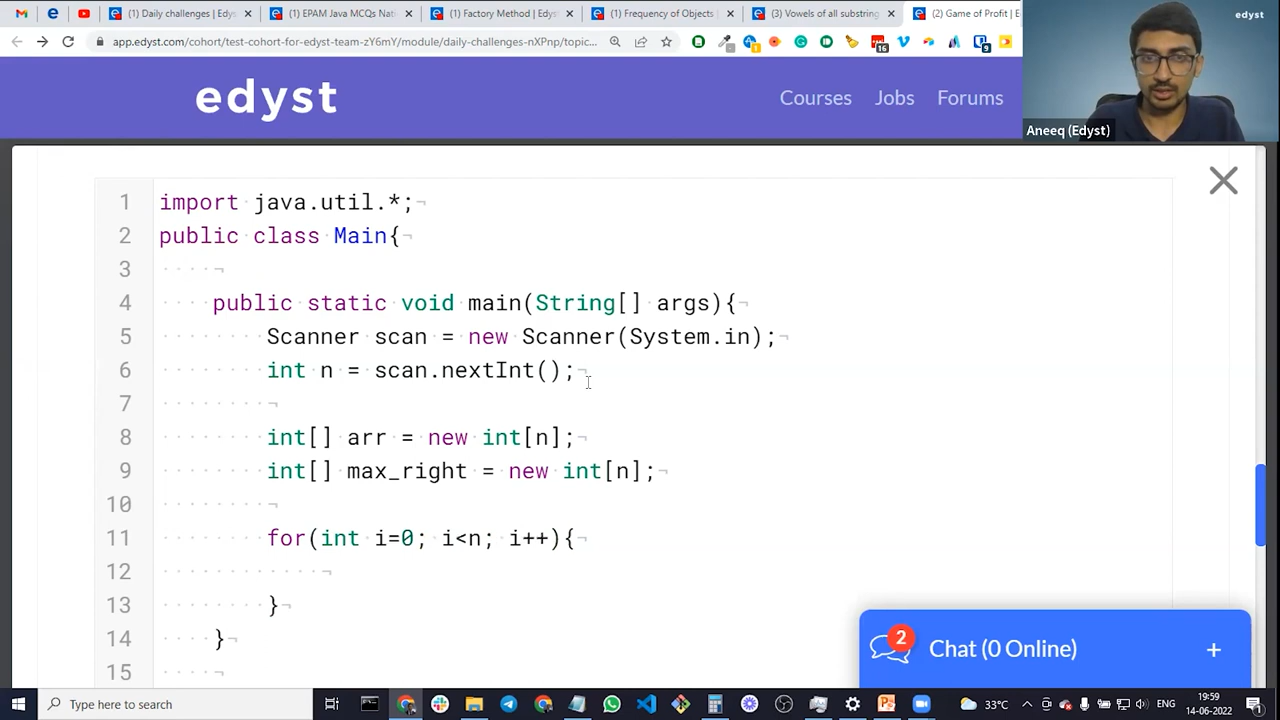 (1) Daily challenges | Edys
(1) EPAM Java MCQs Nat
(1) Factory Method | Edys
(1) Frequency of Objects |
(3) Vowels of all substring
(2) Game of Profit | E
edyst
app.edyst.com/cohort/test-cohort-for-edyst-team-zY6mY/module/daily-challenges-nXPnp/topic...
16
9
edyst
Courses
Jobs
Forums
Aneeq (Edyst)
1 import java.util.*;
2 public class Main{
3
4 public static void main(String[] args){
5 Scanner scan = new Scanner(System.in);
6 int n = scan.nextInt();
7
8 int[] arr = new int[n];
9 int[] max_right = new int[n];
10
11 for(int i=0; i<n; i++){
12
13 }
14 }
15
2
Chat (0 Online)
+
Type here to search
33°C
ENG
19:59
14-06-2022